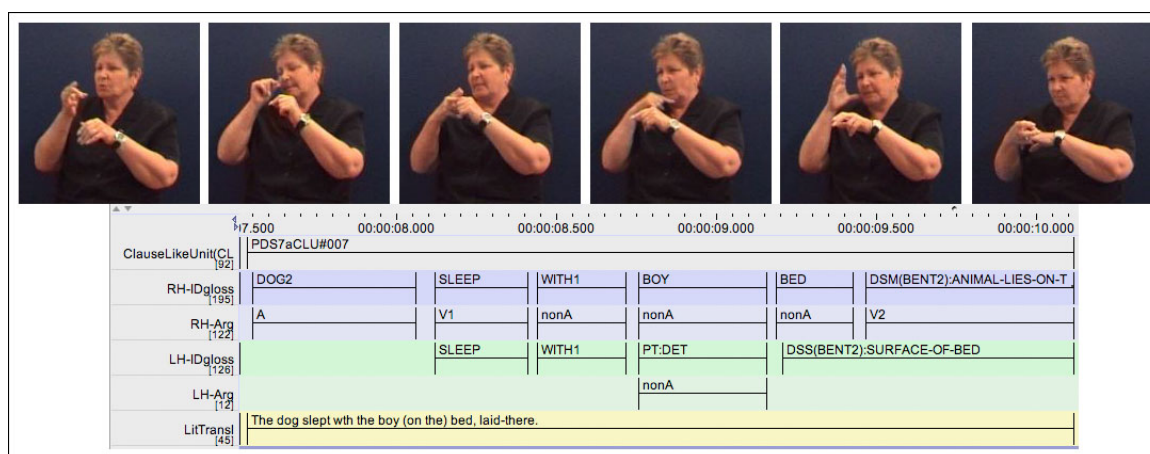 17.500 00:00:08.000 00:00:08.500 00:00:09.000 00:00:09.500 00:00:10.000
ClauseLikeUnit(CL [92] PDS7aCLU#007
RH-IDgloss [195] DOG2 SLEEP WITH1 BOY BED DSM(BENT2):ANIMAL-LIES-ON-T
RH-Arg [122] A V1 nonA nonA nonA V2
LH-IDgloss [126] SLEEP WITH1 PT:DET DSS(BENT2):SURFACE-OF-BED
LH-Arg [12] nonA
LitTransl [45] The dog slept wth the boy (on the) bed, laid-there.